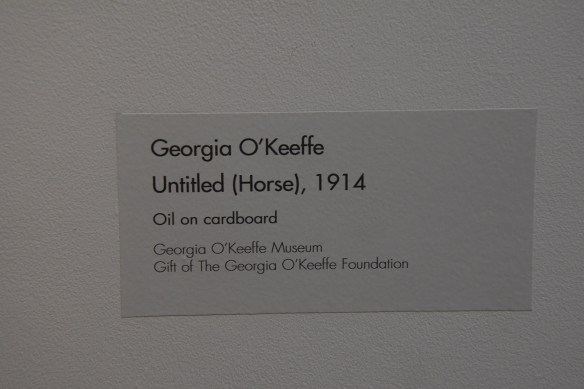 Georgia O'Keeffe
Untitled (Horse), 1914
Oil on cardboard
Georgia O'Keeffe Museum
Gift of The Georgia O'Keeffe Foundation